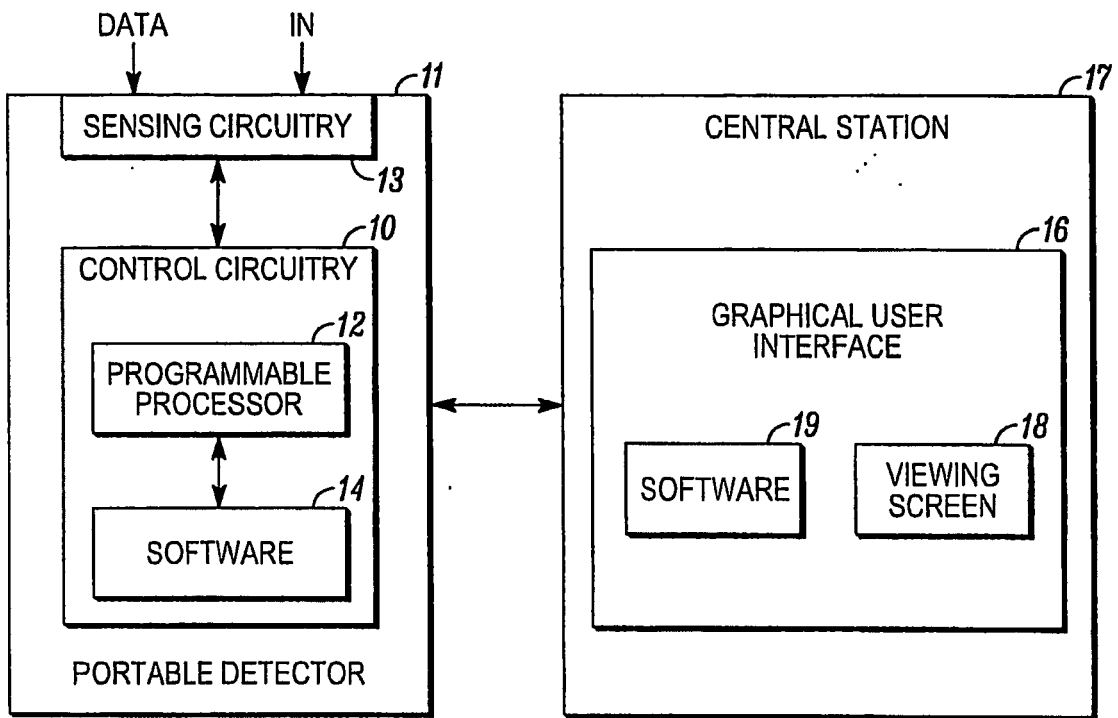 DATA IN
11
SENSING CIRCUITRY
13
10
CONTROL CIRCUITRY
12
PROGRAMMABLE
PROCESSOR
14
SOFTWARE
PORTABLE DETECTOR
17
CENTRAL STATION
16
GRAPHICAL USER
INTERFACE
19
SOFTWARE
18
VIEWING
SCREEN